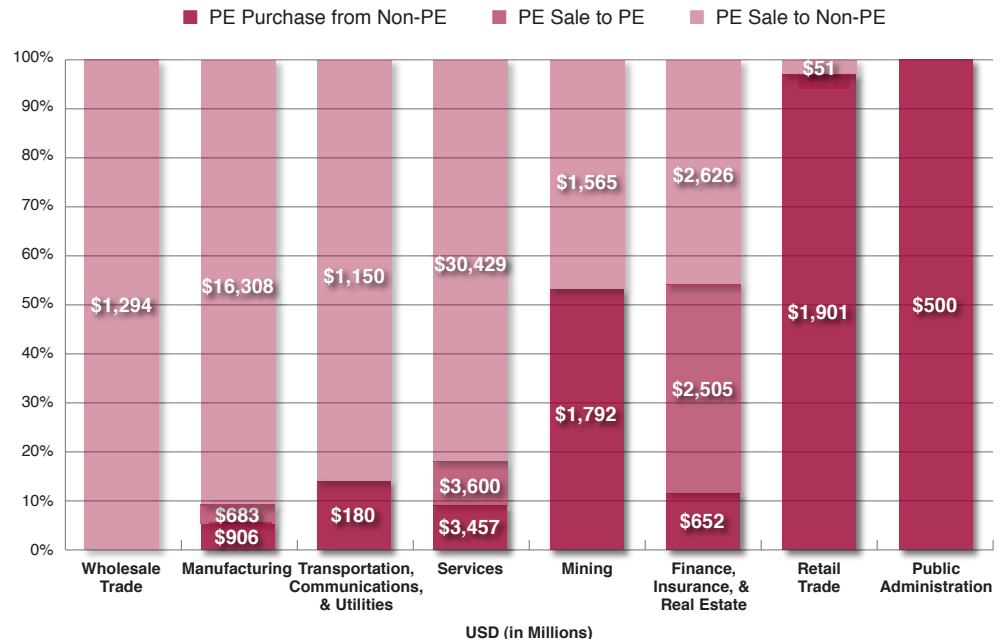 PE Purchase from Non-PE PE Sale to PE PE Sale to Non-PE
100%
90%
80%
70%
60%
50%
40%
30%
20%
10%
0%
$1,294
$16,308
$683
$906
$1,150
$180
$30,429
$3,600
$3,457
$1,565
$1,792
$2,626
$2,505
$652
$51
$1,901
$500
Wholesale
Trade
Manufacturing
Transportation,
Communications,
& Utilities
Services
Mining
Finance,
Insurance, &
Real Estate
Retail
Trade
Public
Administration
USD (in Millions)